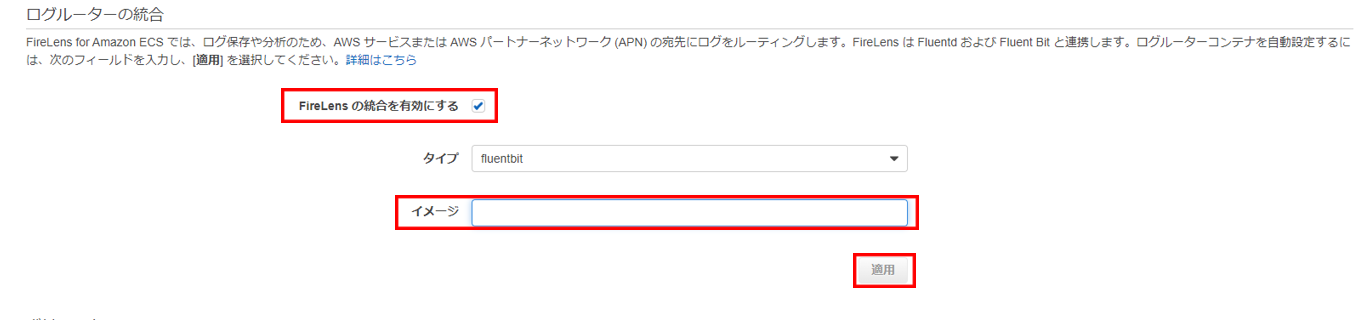 ログルーターの統合
FireLens for Amazon ECS では、ログ保存や分析のため、AWS サービスまたは AWS パートナーネットワーク (APN) の宛先にログをルーティングします。FireLens は Fluentd および Fluent Bit と連携します。ログルーターコンテナを自動設定するに
は、次のフィールドを入力し、[適用] を選択してください。詳細はこちら
FireLens の統合を有効にする
タイプ fluentbit
イメージ
適用